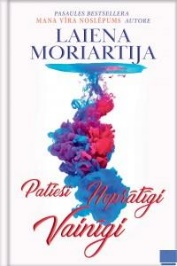 PASAULES BESTSELLERA
MANA VĪRA NOSLĒPUMS AUTORE
LAIENA
MORIARTIJA
Patiesi Neprātīgi
Vainīgi